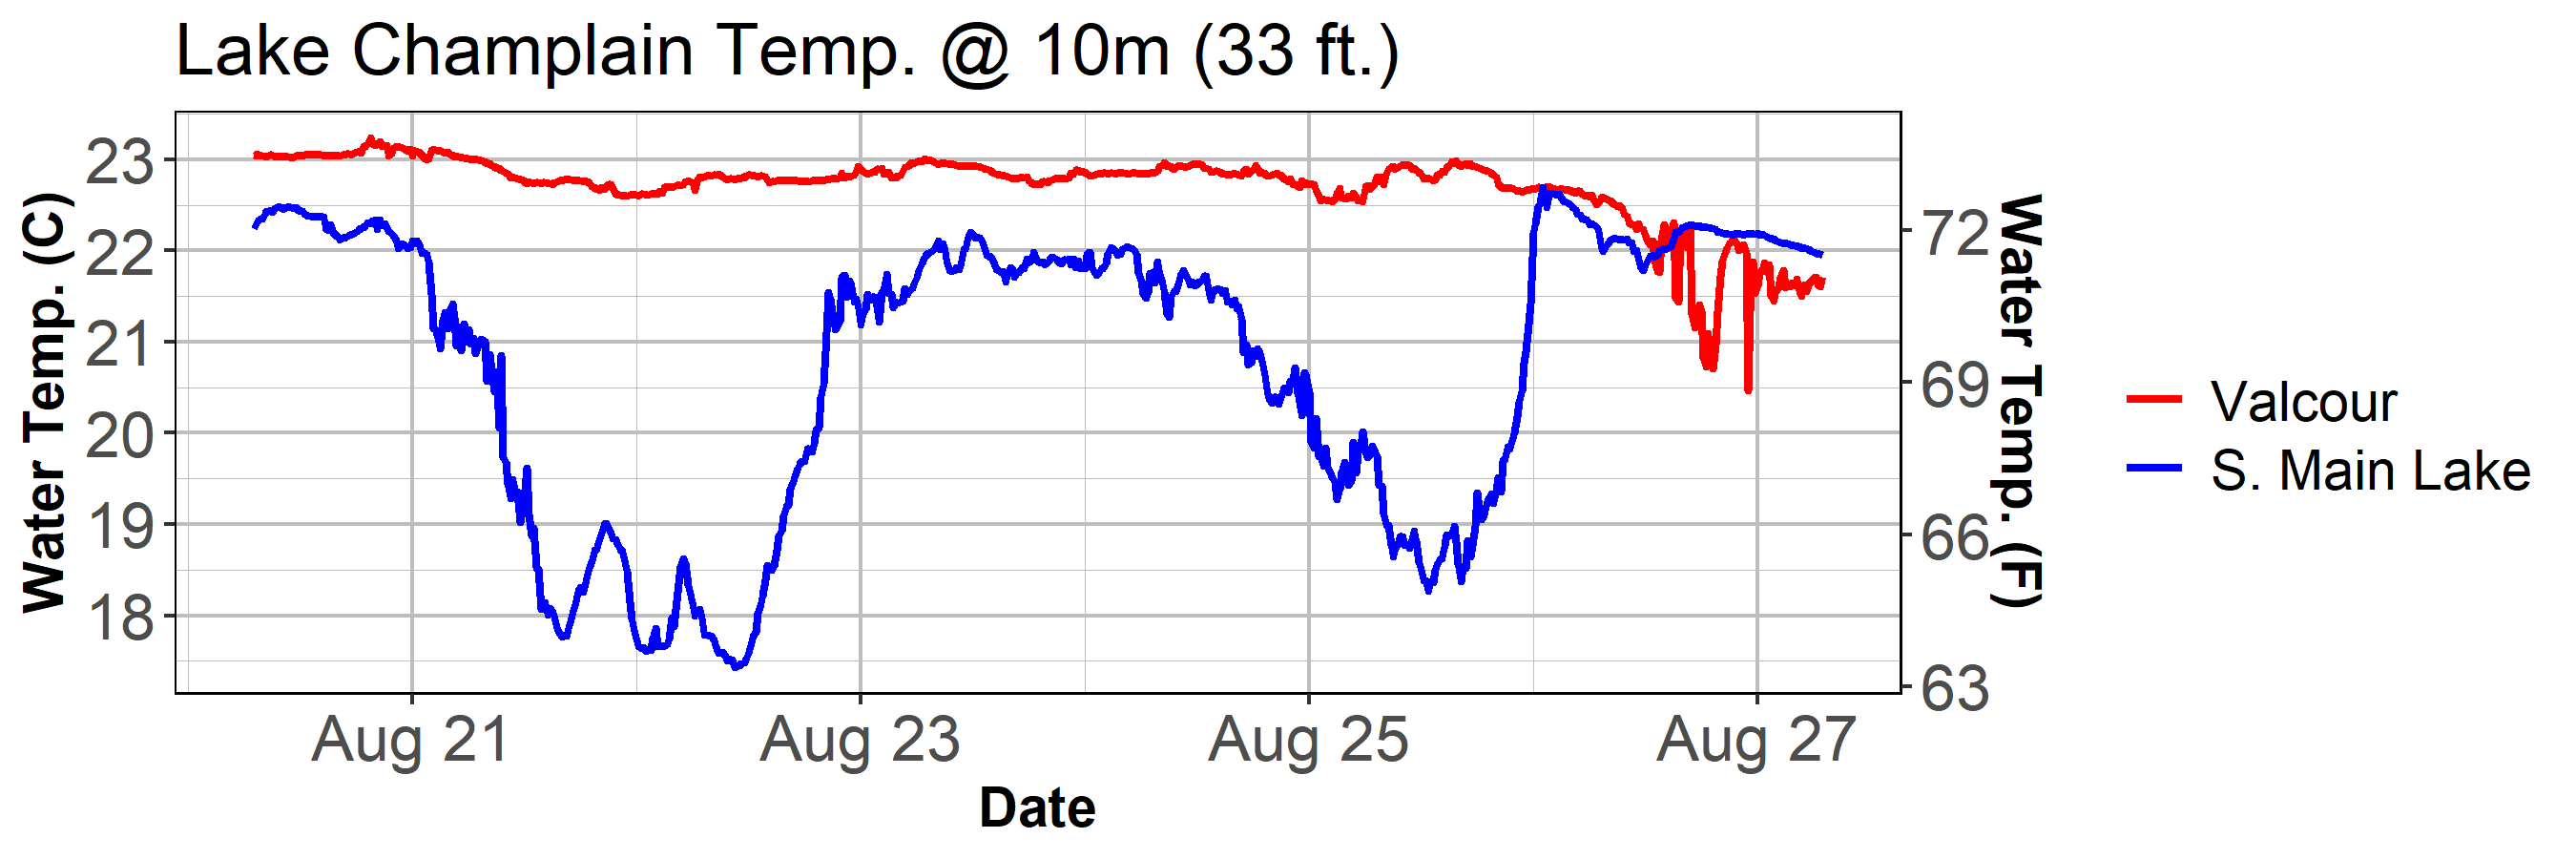 Lake Champlain Temp. @ 10m (33 ft.)
Water Temp. (C)
23
22
21
20
19
18
72
69
66
63
Water Temp. (F)
Aug 21
Aug 23
Aug 25
Aug 27
Date
Valcour
S. Main Lake